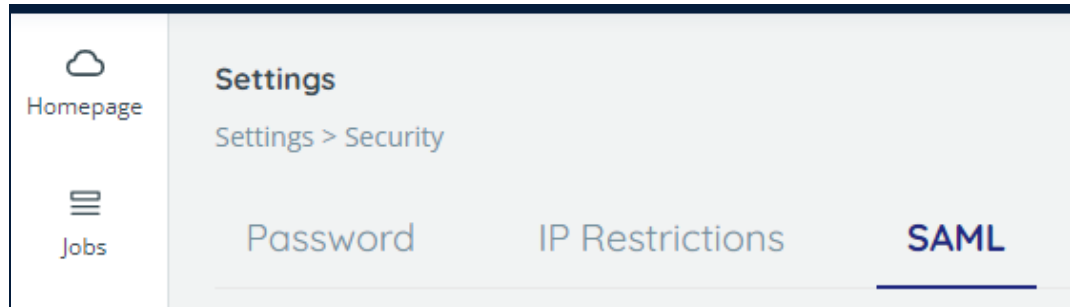 Homepage
Jobs
Settings
Settings > Security
Password IP Restrictions SAML